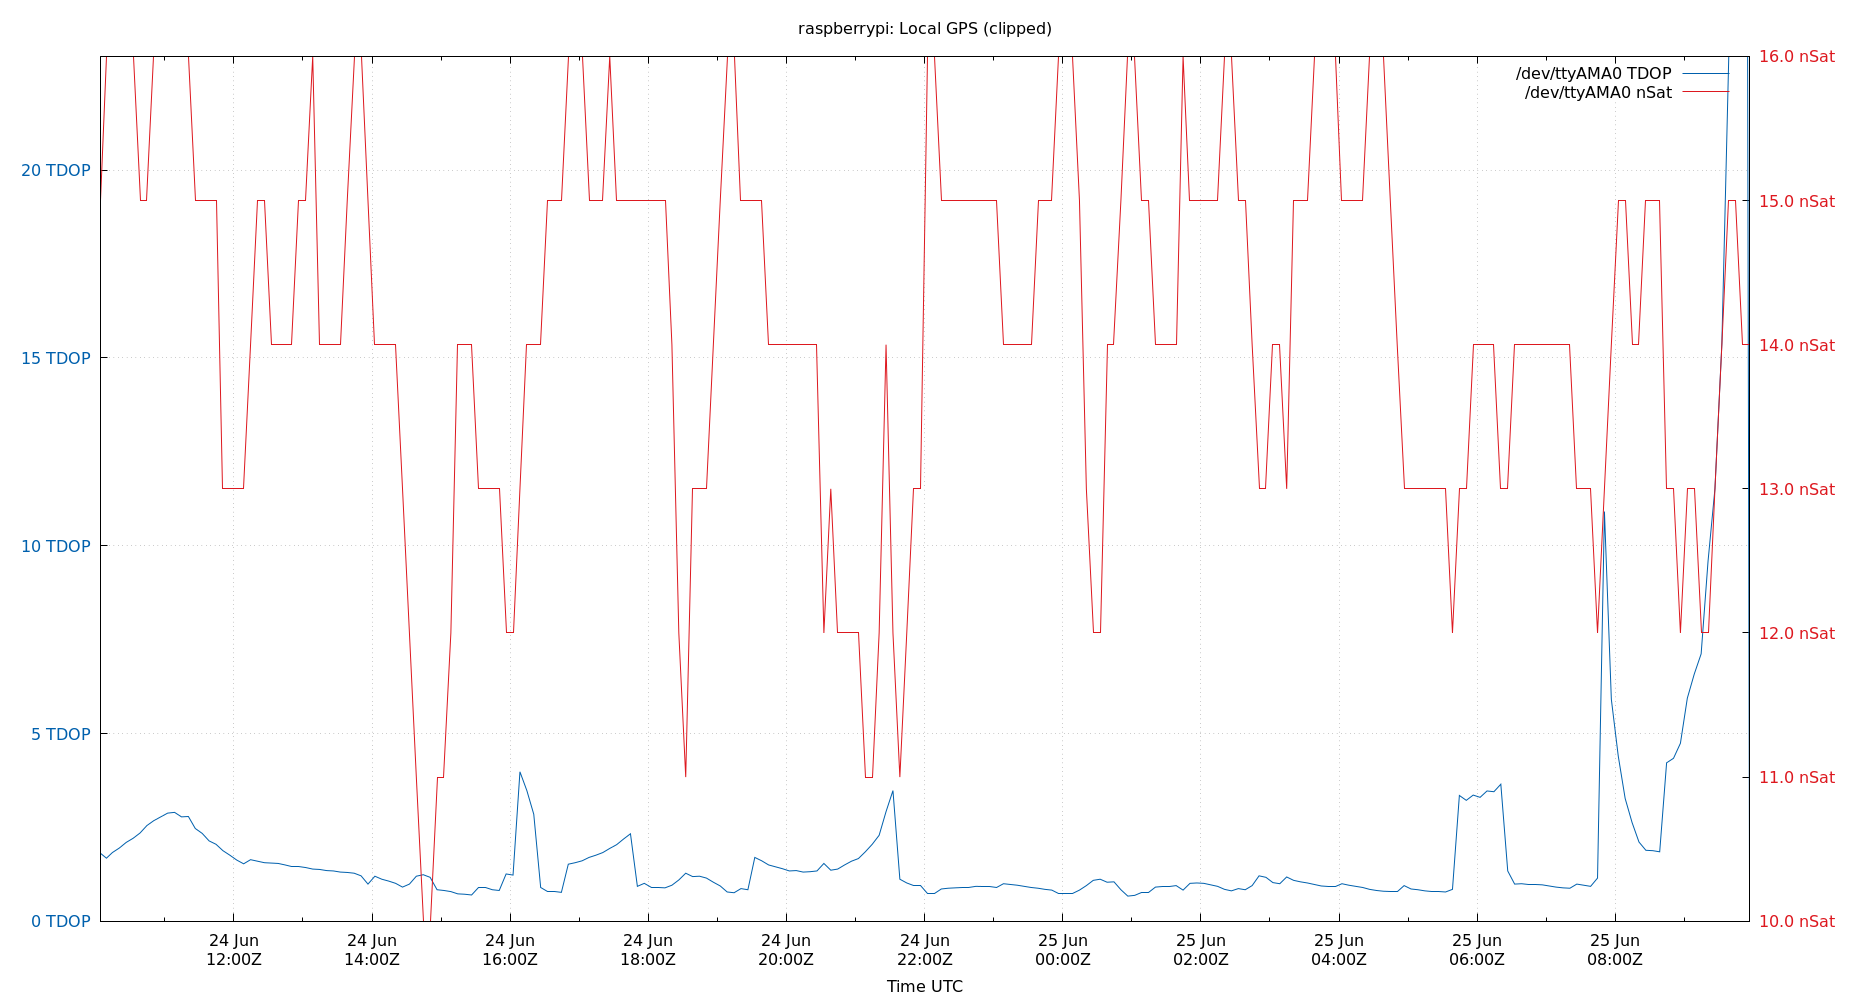 raspberrypi: Local GPS (clipped)
/dev/ttyAMA0 TDOP
/dev/ttyAMA0 nSat
20 TDOP
15 TDOP
10 TDOP
5 TDOP
0 TDOP
16.0 nSat
15.0 nSat
14.0 nSat
13.0 nSat
12.0 nSat
11.0 nSat
10.0 nSat
24 Jun 24 Jun 24 Jun 24 Jun 24 Jun 24 Jun 25 Jun 25 Jun 25 Jun 25 Jun 25 Jun
12:00Z 14:00Z 16:00Z 18:00Z 20:00Z 22:00Z 00:00Z 02:00Z 04:00Z 06:00Z 08:00Z
Time UTC